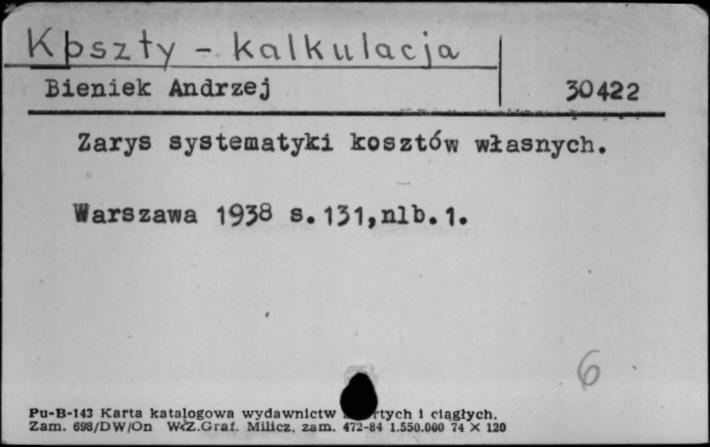 Koszty - kalkulacja
Bieniek Andrzej 30422
Zarys systematyki kosztów własnych.
Warszawa 1938 s.131,nlb.1.
6
Pu-B-143 Karta katalogowa wydawnictw i ciągłych.
Zam. 698/DW/On WZ.Graf. Milicz, zam. 472-84 1.550.000 74 X 120